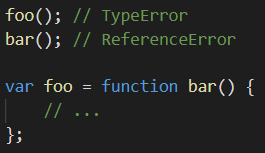 foo(); // TypeError
bar(); // ReferenceError

var foo = function bar() {
    // ...
};